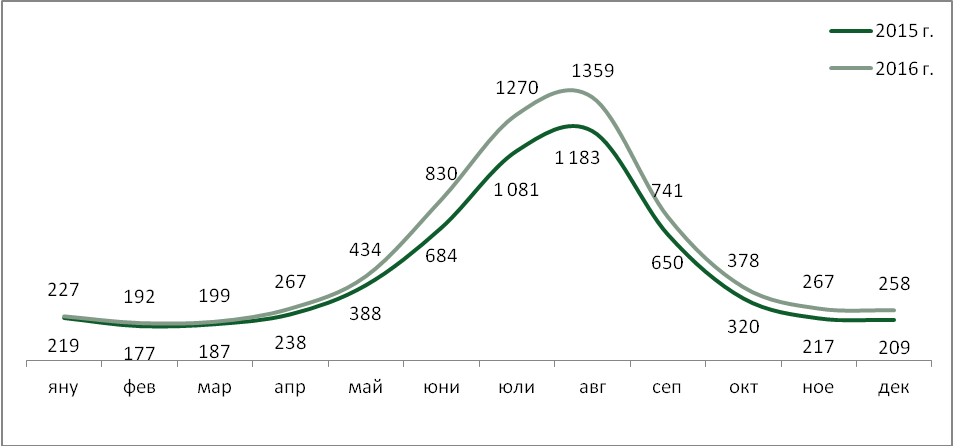 2015 г.
2016 г.
1270 1359
1 183
830 1 081
741
434 684 650
378
227 192 199 267 388 267 258
219 177 187 238 320 217 209
яну фев мар апр май юни юли авг сеп окт ное дек